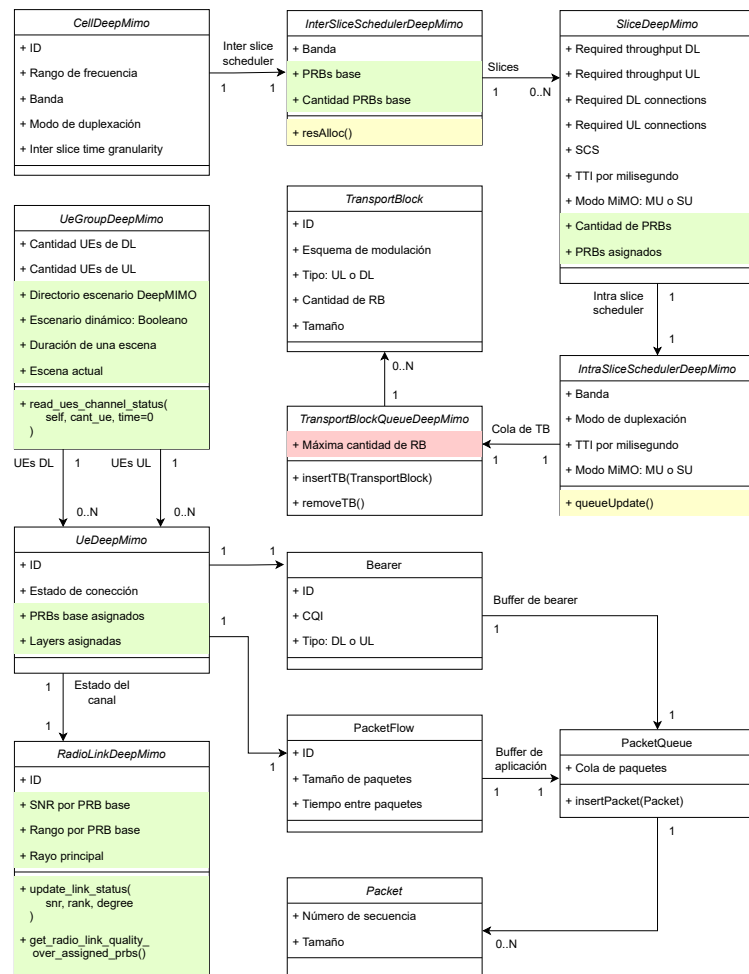 CellDeepMimo
+ ID
+ Rango de frecuencia
+ Banda
+ Modo de duplexación
+ Inter slice time granularity
Inter slice
scheduler
1
1
InterSliceSchedulerDeepMimo
+ Banda
+ PRBs base
+ Cantidad PRBs base
+ resAlloc()
Slices
1
0..N
SliceDeepMimo
+ Required throughput DL
+ Required throughput UL
+ Required DL connections
+ Required UL connections
+ SCS
+ TTI por milisegundo
+ Modo MiMO: MU o SU
+ Cantidad de PRBs
+ PRBs asignados
Intra slice
scheduler
1
1
UeGroupDeepMimo
+ Cantidad UEs de DL
+ Cantidad UEs de UL
+ Directorio escenario DeepMIMO
+ Escenario dinámico: Booleano
+ Duración de una escena
+ Escena actual
+ read_ues_channel_status(
self, cant_ue, time=0
)
TransportBlock
+ ID
+ Esquema de modulación
+ Tipo: UL o DL
+ Cantidad de RB
+ Tamaño
0..N
1
TransportBlockQueueDeepMimo
+ Máxima cantidad de RB
+ insertTB(TransportBlock)
+ removeTB()
Cola de TB
1
1
IntraSliceSchedulerDeepMimo
+ Banda
+ Modo de duplexación
+ TTI por milisegundo
+ Modo MiMO: MU o SU
+ queueUpdate()
UEs DL
1
UEs UL
1
0..N
0..N
UeDeepMimo
+ ID
+ Estado de conección
+ PRBs base asignados
+ Layers asignadas
1
1
Bearer
+ ID
+ CQI
+ Tipo: DL o UL
Buffer de bearer
1
1
1
1
1
Estado del
canal
1
RadioLinkDeepMimo
+ ID
+ SNR por PRB base
+ Rango por PRB base
+ Rayo principal
+ update_link_status(
snr, rank, degree
)
+ get_radio_link_quality_
over_assigned_prbs()
PacketFlow
+ ID
+ Tamaño de paquetes
+ Tiempo entre paquetes
Buffer de
aplicación
1
1
PacketQueue
+ Cola de paquetes
+ insertPacket(Packet)
1
0..N
Packet
+ Número de secuencia
+ Tamaño